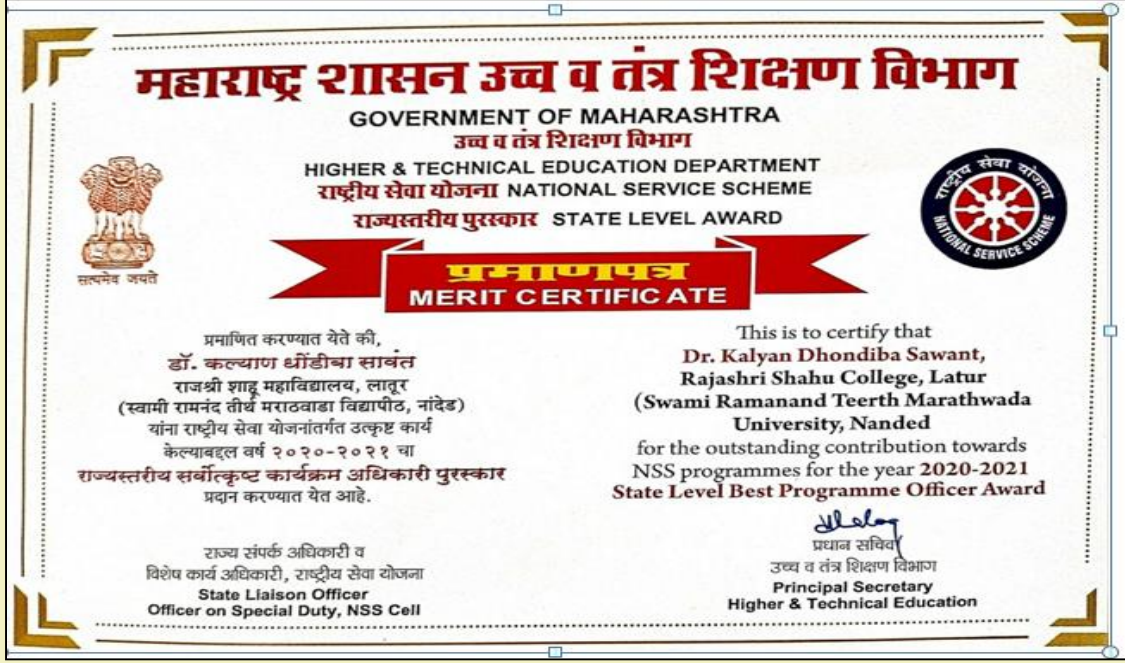 महाराष्ट्र शासन उच्च व तंत्र शिक्षण विभाग
GOVERNMENT OF MAHARASHTRA
उच्च व तंत्र शिक्षण विभाग
HIGHER & TECHNICAL EDUCATION DEPARTMENT
राष्ट्रीय सेवा योजना NATIONAL SERVICE SCHEME
राज्यस्तरीय पुरस्कार STATE LEVEL AWARD
सत्यमेव जयते
राष्ट्रीय सेवा योजना
NATIONAL SERVICE SCHEME
प्रमाणपत्र
MERIT CERTIFICATE
प्रमाणित करण्यात येते की,
डॉ. कल्याण धोंडीबा सावंत
राजश्री शाहू महाविद्यालय, लातूर
(स्वामी रामनंद तीर्थ मराठवाडा विद्यापीठ, नांदेड)
यांना राष्ट्रीय सेवा योजनांतर्गत उत्कृष्ट कार्य
केल्याबद्दल वर्ष २०२०-२०२१ चा
राज्यस्तरीय सर्वोत्कृष्ट कार्यक्रम अधिकारी पुरस्कार
प्रदान करण्यात येत आहे.
This is to certify that
Dr. Kalyan Dhondiba Sawant,
Rajashri Shahu College, Latur
(Swami Ramanand Teerth Marathwada
University, Nanded
for the outstanding contribution towards
NSS programmes for the year 2020-2021
State Level Best Programme Officer Award
राज्य संपर्क अधिकारी व
विशेष कार्य अधिकारी, राष्ट्रीय सेवा योजना
State Liaison Officer
Officer on Special Duty, NSS Cell
प्रधान सचिव
उच्च व तंत्र शिक्षण विभाग
Principal Secretary
Higher & Technical Education